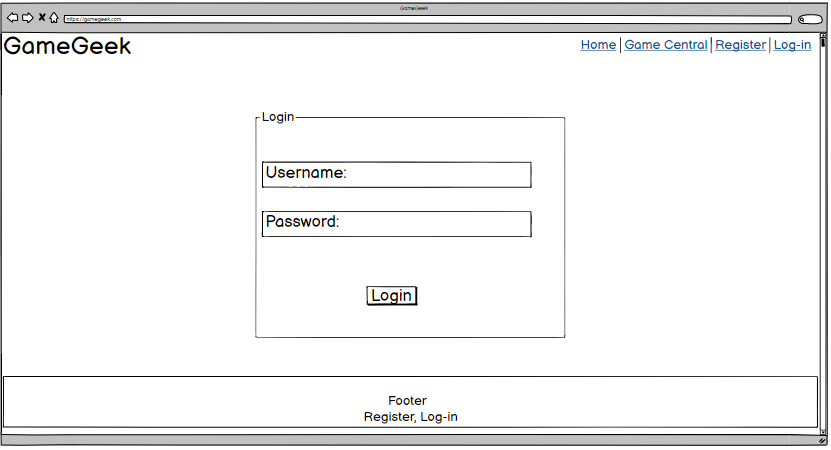 GameGeek
https://gamegeek.com
GameGeek
Home | Game Central | Register | Log-in
Login
Username:
Password:
Login
Footer
Register, Log-in